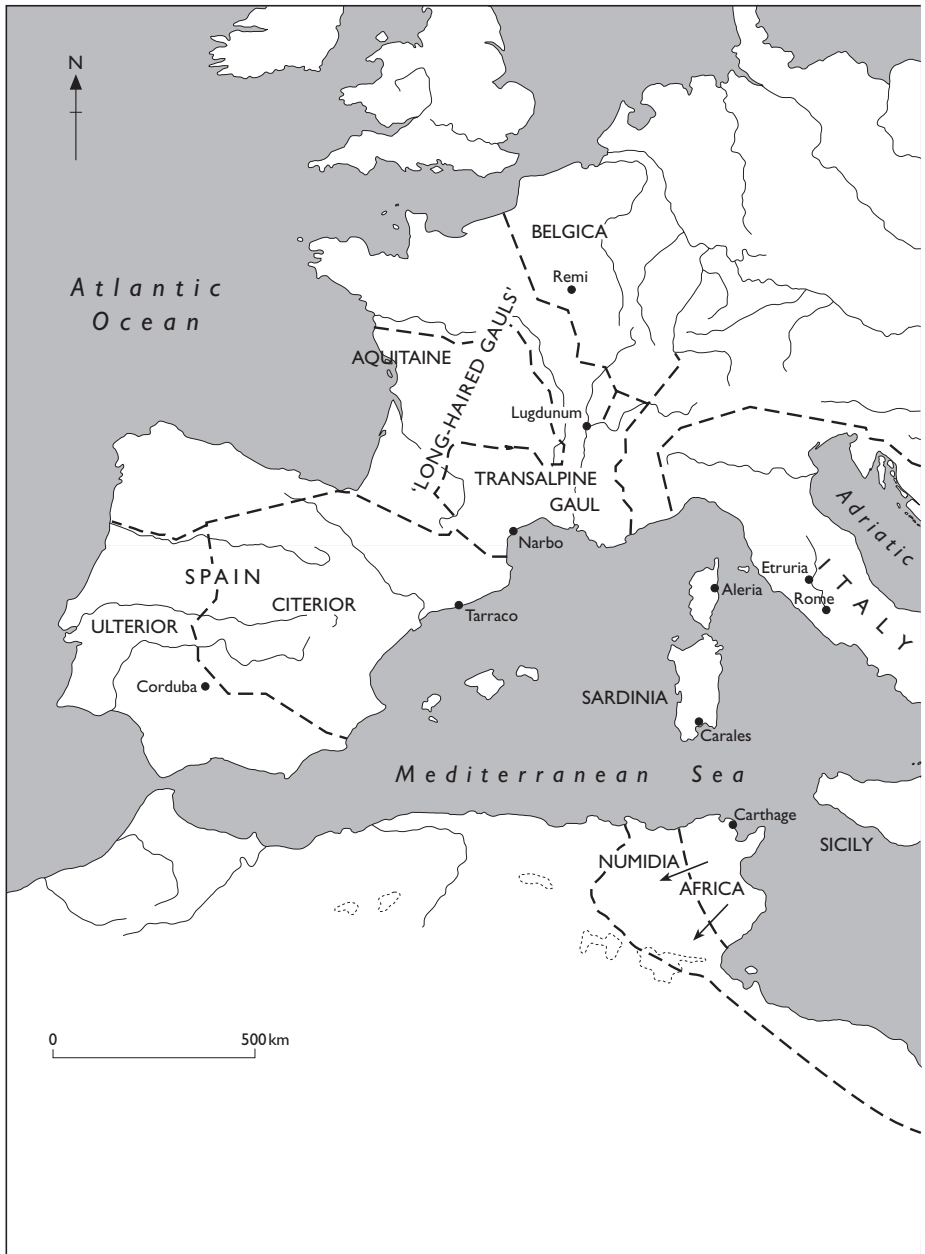 N
BELGICA
Remi
Atlantic
Ocean
'LONG-HAIRED GAULS'
AQUITAINE
Lugdunum
TRANSALPINE
GAUL
Adriatic
Narbo
Etruria
ITALY
SPAIN
Aleria
Rome
CITERIOR
Tarraco
ULTERIOR
Corduba
SARDINIA
Carales
Mediterranean Sea
Carthage
SICILY
NUMIDIA
AFRICA
0 500 km